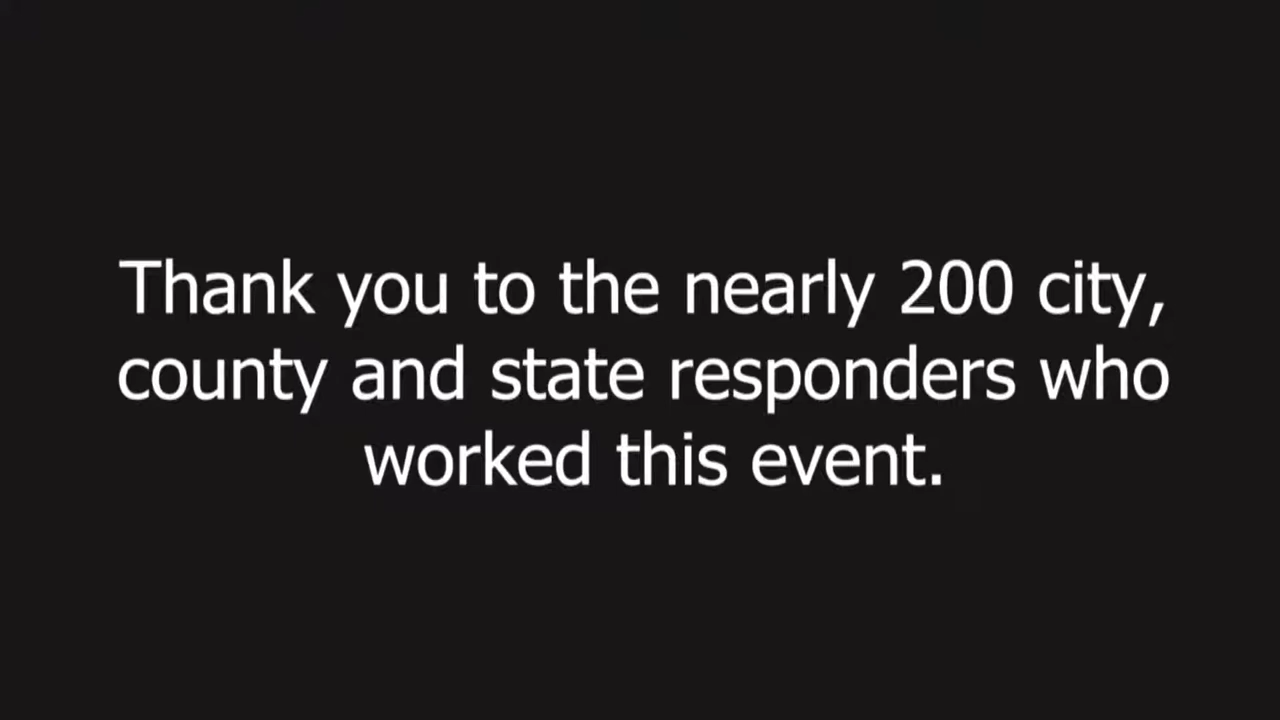 Thank you to the nearly 200 city,
county and state responders who
worked this event.